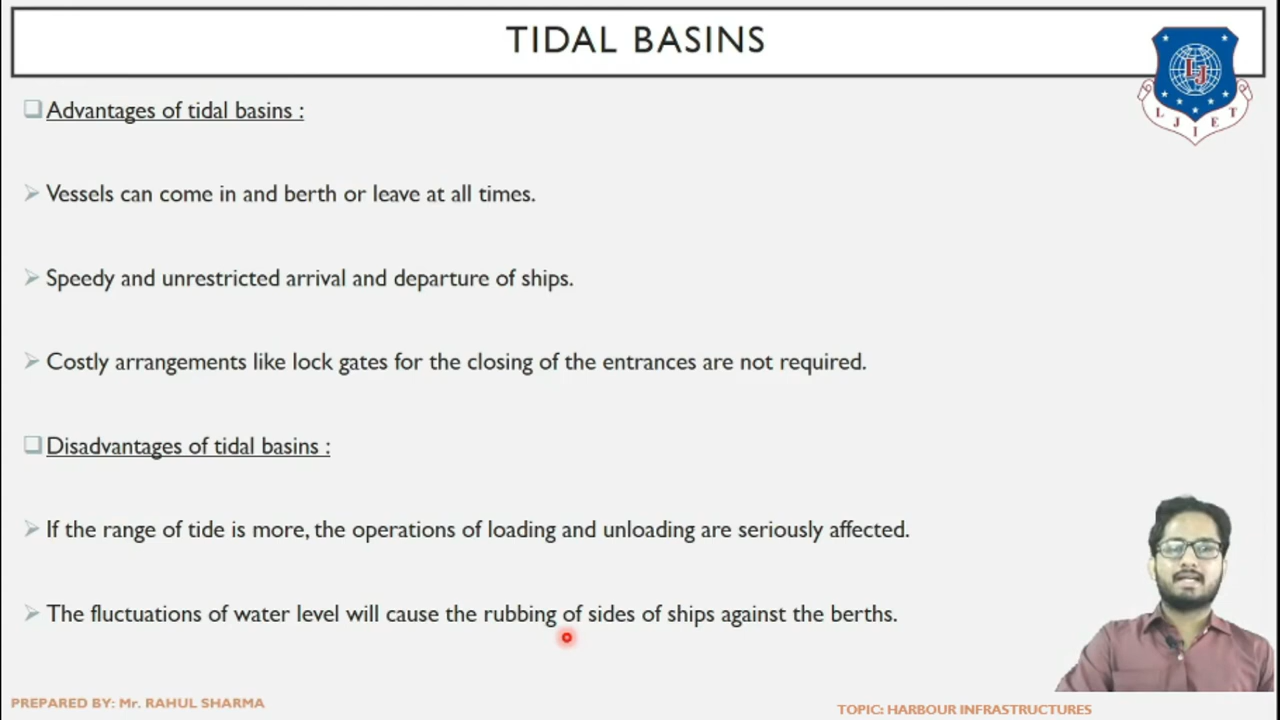 TIDAL BASINS
L J I E T
Advantages of tidal basins :
Vessels can come in and berth or leave at all times.
Speedy and unrestricted arrival and departure of ships.
Costly arrangements like lock gates for the closing of the entrances are not required.
Disadvantages of tidal basins :
If the range of tide is more, the operations of loading and unloading are seriously affected.
The fluctuations of water level will cause the rubbing of sides of ships against the berths.
PREPARED BY: Mr. RAHUL SHARMA
TOPIC: HARBOUR INFRASTRUCTURES